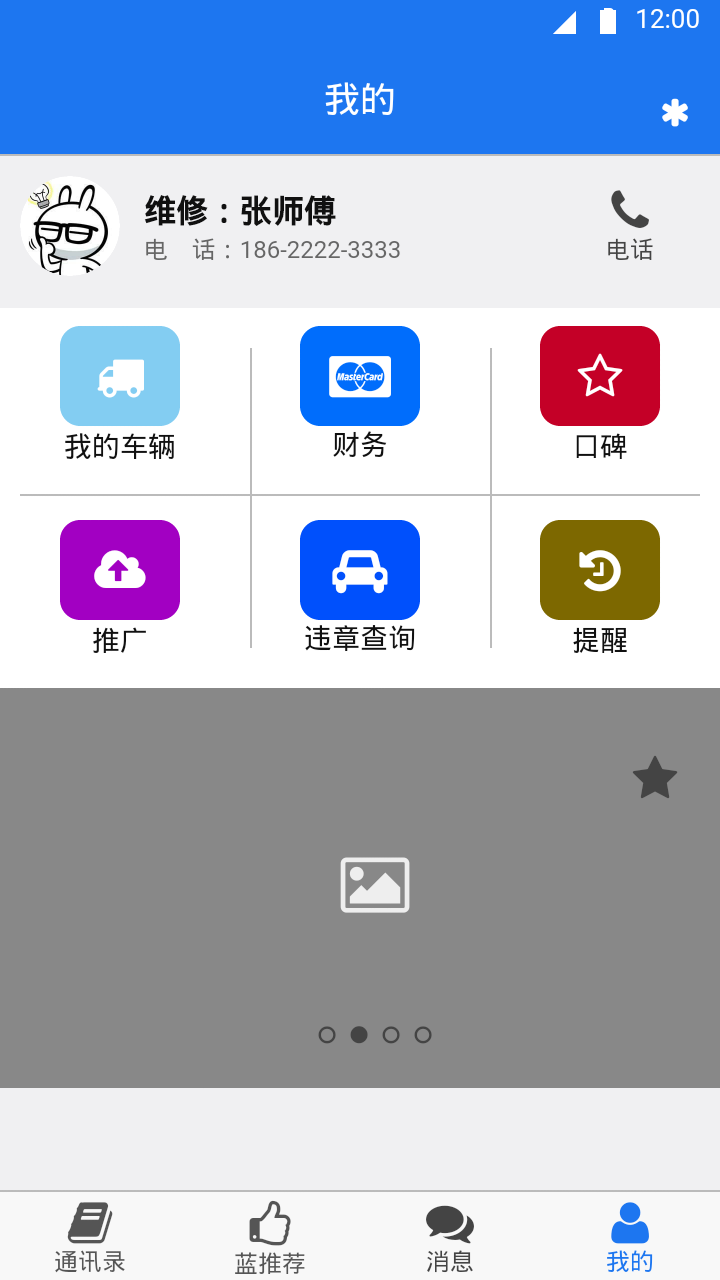 12:00
我的
维修：张师傅
电　话：186-2222-3333
电话
MasterCard
我的车辆
财务
口碑
推广
违章查询
提醒
通讯录
蓝推荐
消息
我的